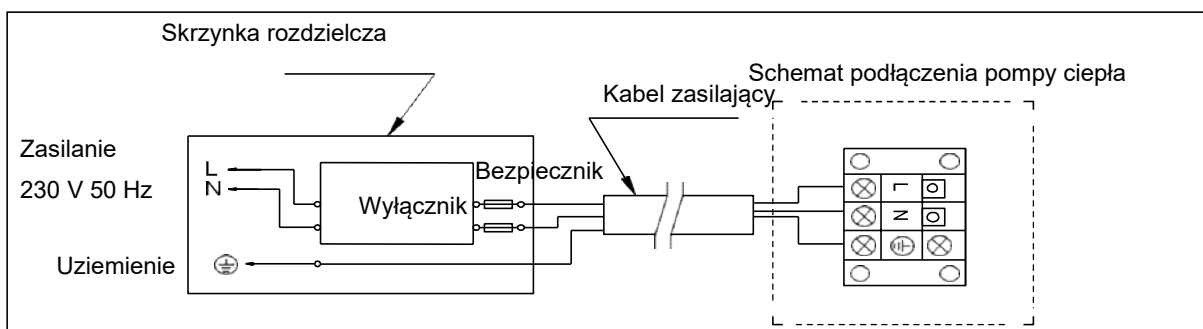 Skrzynka rozdzielcza
Schemat podłączenia pompy ciepła
Kabel zasilający
Zasilanie
230 V 50 Hz
L
N
Wyłącznik
Bezpiecznik
Uziemienie
L
N